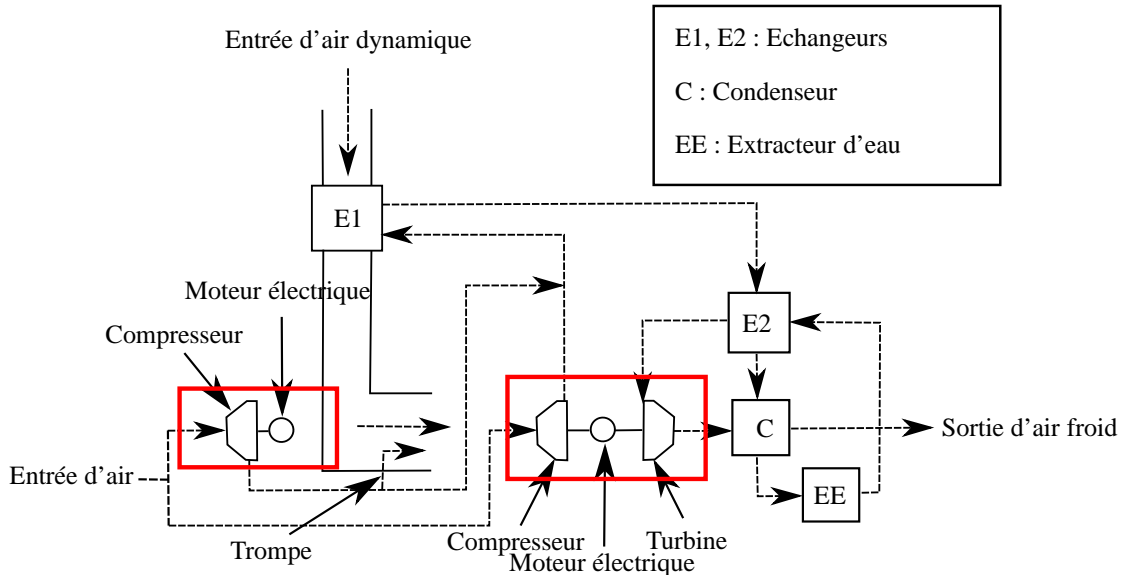 Entrée d'air dynamique
E1, E2 : Echangeurs
C : Condenseur
EE : Extracteur d'eau
E1
Moteur électrique
Compresseur
E2
C
Sortie d'air froid
Entrée d'air
EE
Trompe
Compresseur
Turbine
Moteur électrique